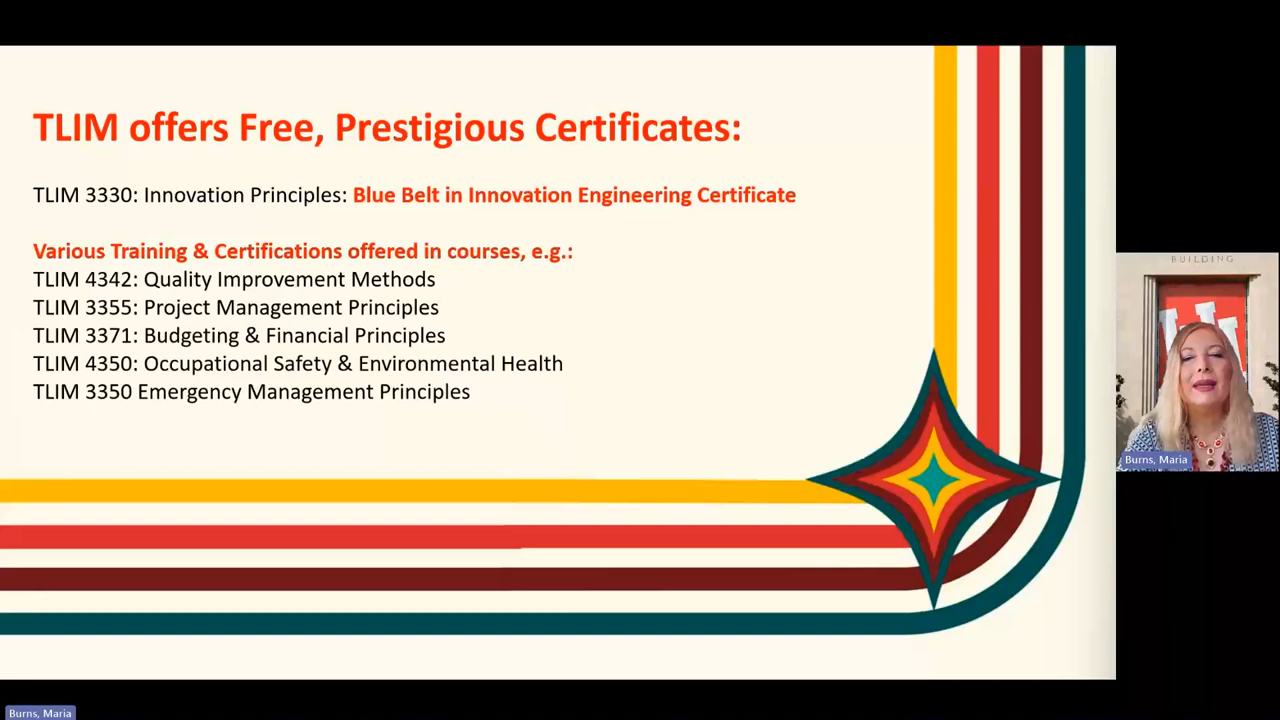 TLIM offers Free, Prestigious Certificates:
TLIM 3330: Innovation Principles: Blue Belt in Innovation Engineering Certificate
Various Training & Certifications offered in courses, e.g.:
TLIM 4342: Quality Improvement Methods
TLIM 3355: Project Management Principles
TLIM 3371: Budgeting & Financial Principles
TLIM 4350: Occupational Safety & Environmental Health
TLIM 3350 Emergency Management Principles
BUILDING
Burns, Maria
Burns, Maria